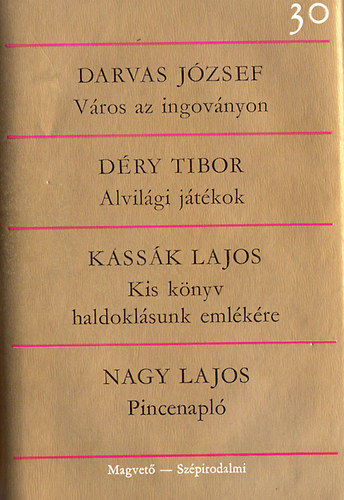 30
DARVAS JÓZSEF
Város az ingoványon
DÉRY TIBOR
Alvilági játékok
KASSÁK LAJOS
Kis könyv
haldoklásunk emlékére
NAGY LAJOS
Pincenapló
Magvető — Szépirodalmi